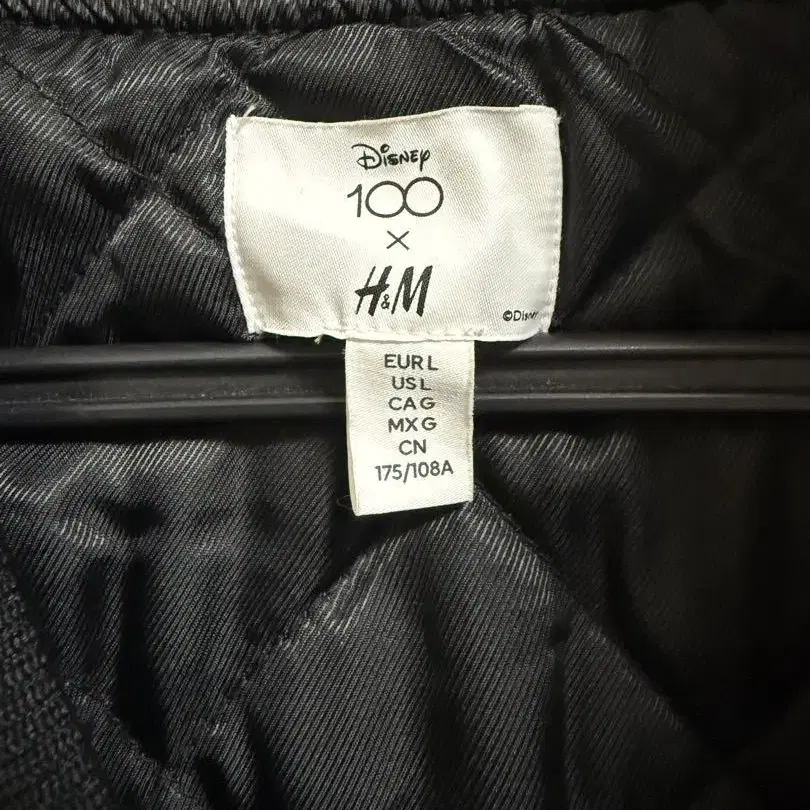 Disney
100
×
H&M
©Disney
EUR L
US L
CA G
MX G
CN
175/108A